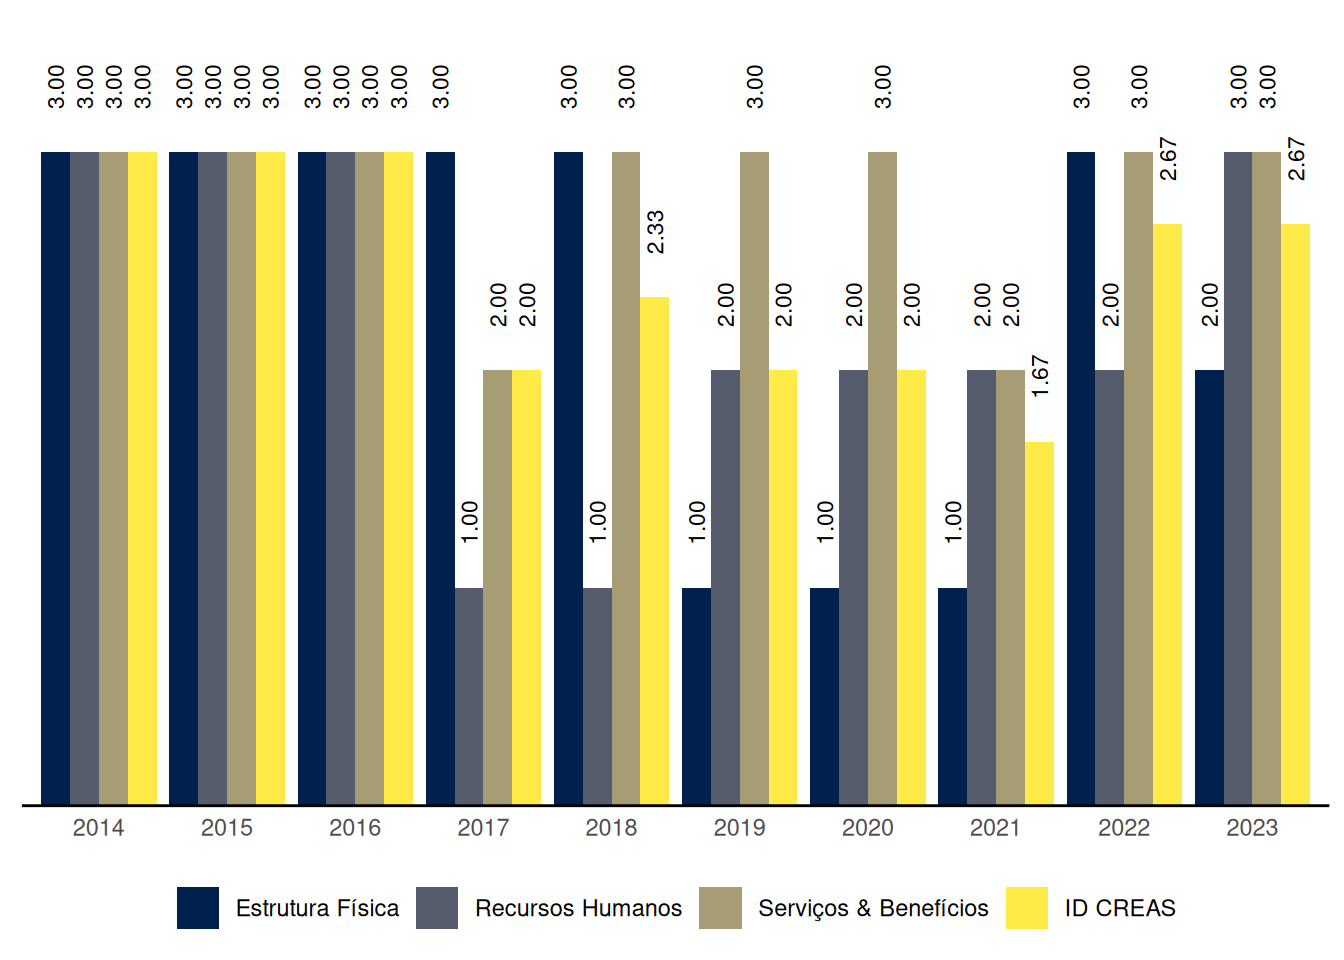 3.00 3.00 3.00 3.00 3.00 3.00 3.00 3.00 3.00 3.00 3.00 3.00 3.00 3.00 3.00 3.00 3.00 3.00 3.00 3.00 3.00
2.67 2.67
2.33
2.00 2.00 2.00 2.00 2.00 2.00 2.00 2.00 2.00 2.00
1.67
1.00 1.00 1.00 1.00 1.00
2014 2015 2016 2017 2018 2019 2020 2021 2022 2023
Estrutura Física Recursos Humanos Serviços & Benefícios ID CREAS